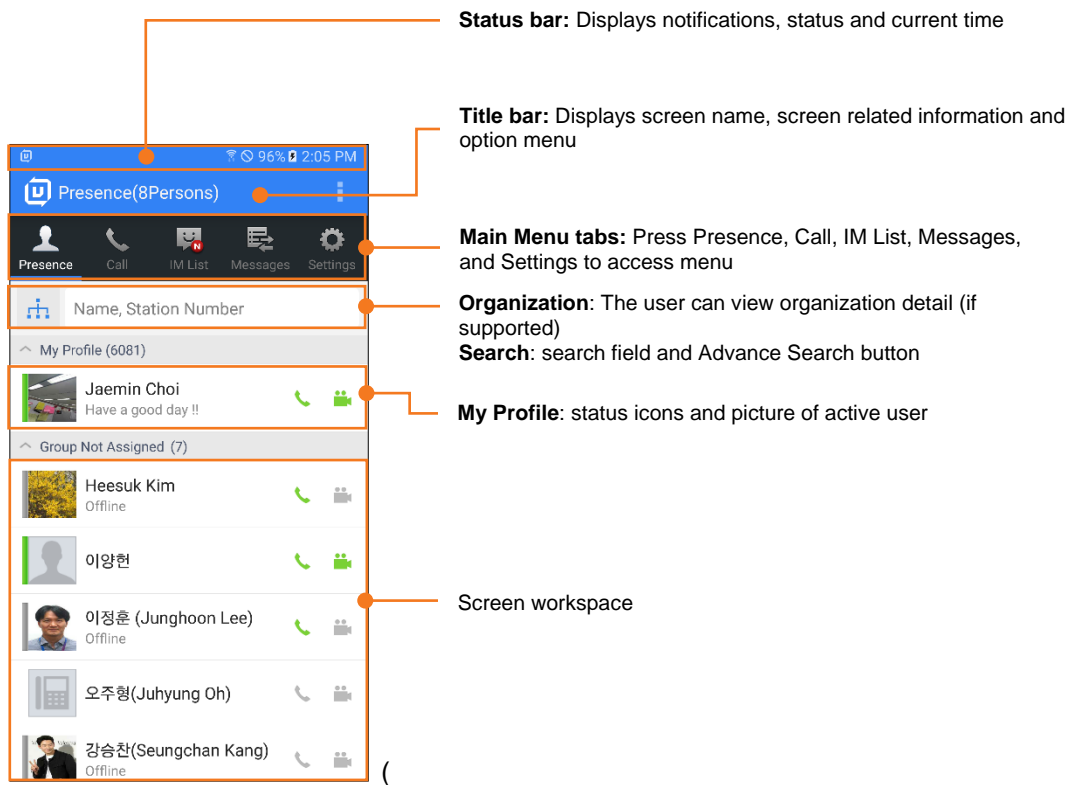 Status bar: Displays notifications, status and current time
Title bar: Displays screen name, screen related information and
option menu
96% 2:05 PM
Presence(8Persons)
Main Menu tabs: Press Presence, Call, IM List, Messages,
and Settings to access menu
N
Presence Call IM List Messages Settings
Organization: The user can view organization detail (if
supported)
Search: search field and Advance Search button
Name, Station Number
My Profile (6081)
Jaemin Choi
Have a good day !!
My Profile: status icons and picture of active user
Group Not Assigned (7)
Heesuk Kim
Offline
이양헌
이정훈 (Junghoon Lee)
Offline
Screen workspace
오주형(Juhyung Oh)
강승찬(Seungchan Kang)
Offline
(